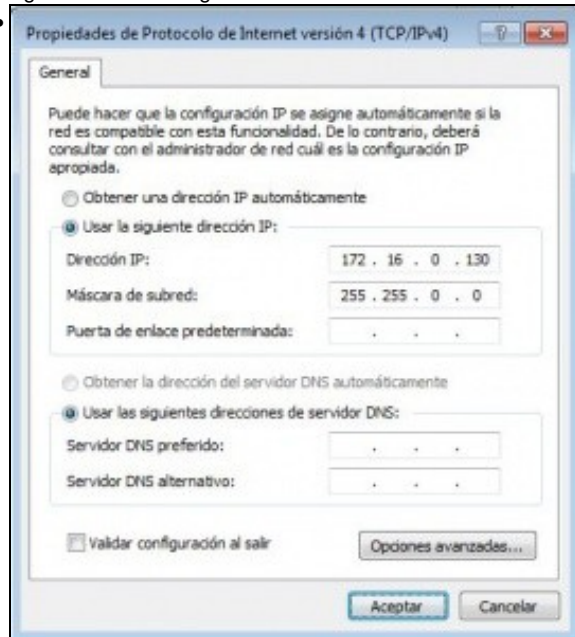 Propiedades de Protocolo de Internet versión 4 (TCP/IPv4)
General
Puede hacer que la configuración IP se asigne automáticamente si la
red es compatible con esta funcionalidad. De lo contrario, deberá
consultar con el administrador de red cuál es la configuración IP
apropiada.
Obtener una dirección IP automáticamente
Usar la siguiente dirección IP:
Dirección IP: 172 . 16 . 0 . 130
Máscara de subred: 255 . 255 . 0 . 0
Puerta de enlace predeterminada: . . .
Obtener la dirección del servidor DNS automáticamente
Usar las siguientes direcciones de servidor DNS:
Servidor DNS preferido: . . .
Servidor DNS alternativo: . . .
Validar configuración al salir
Opciones avanzadas...
Aceptar Cancelar